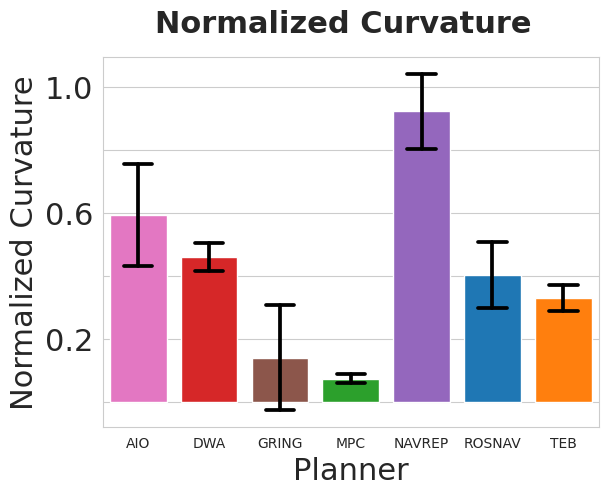 Normalized Curvature
Normalized Curvature
1.0
0.6
0.2
AIO DWA GRING MPC NAVREP ROSNAV TEB
Planner